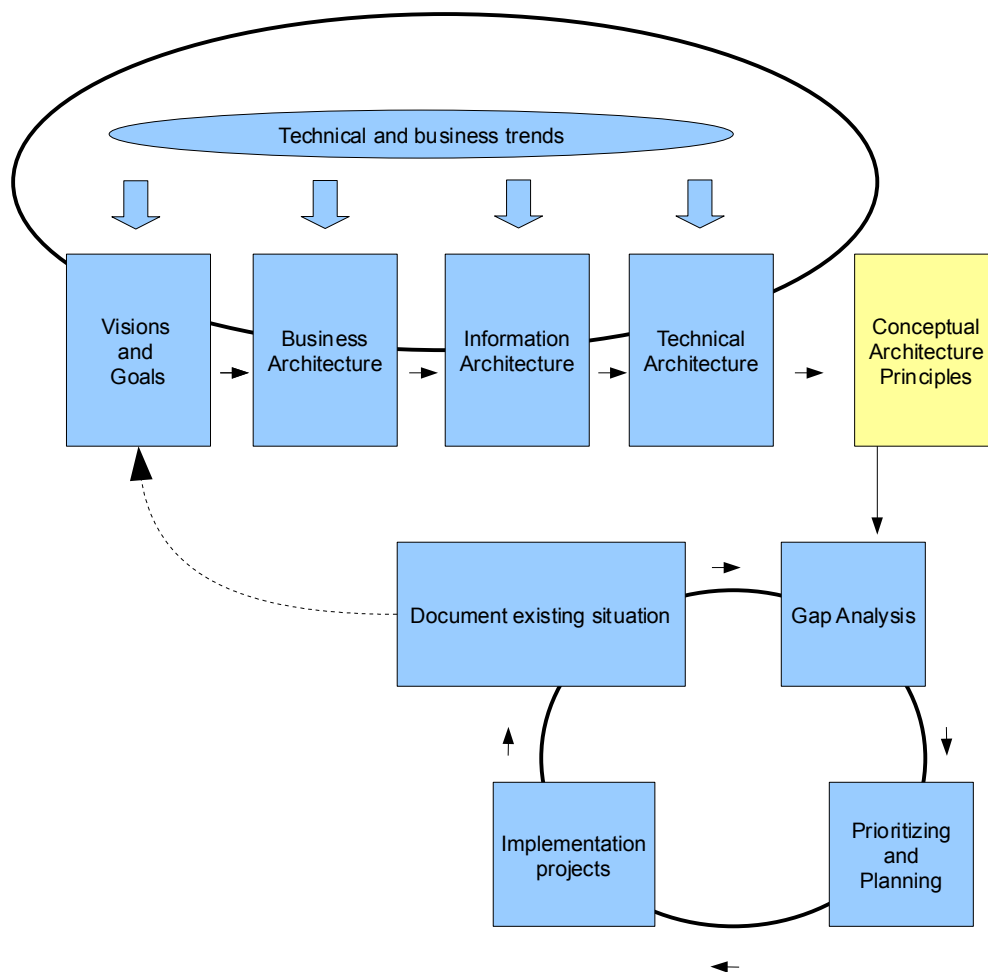 Technical and business trends
Visions
and
Goals
Business
Architecture
Information
Architecture
Technical
Architecture
Conceptual
Architecture
Principles
Document existing situation
Gap Analysis
Implementation
projects
Prioritizing
and
Planning